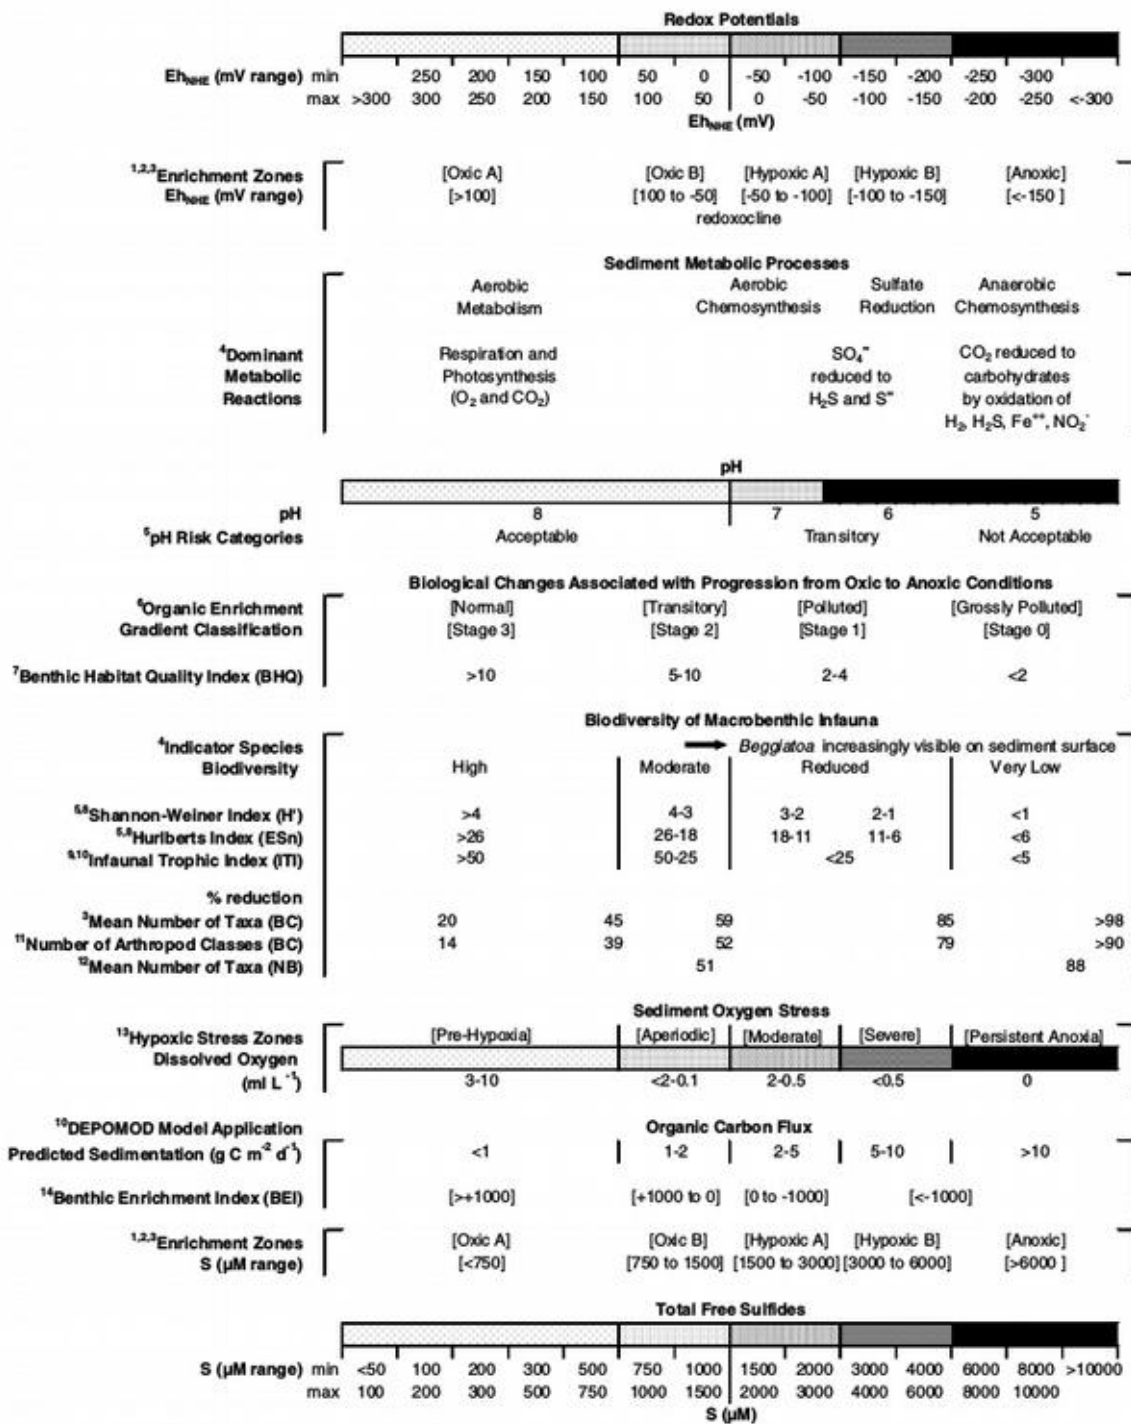 Redox Potentials
Eh_NHE (mV range) min 250 200 150 100 50 0 -50 -100 -150 -200 -250 -300
max >300 300 250 200 150 100 50 0 -50 -100 -150 -200 -250 <-300
Eh_NHE (mV)
1,2,3Enrichment Zones [Oxic A] [Oxic B] [Hypoxic A] [Hypoxic B] [Anoxic]
Eh_NHE (mV range) [>100] [100 to -50] [-50 to -100] [-100 to -150] [<-150 ]
redoxocline
Sediment Metabolic Processes
Aerobic Aerobic Sulfate Anaerobic
Metabolism Chemosynthesis Reduction Chemosynthesis
4Dominant Respiration and SO₄⁼ CO₂ reduced to
Metabolic Photosynthesis reduced to carbohydrates
Reactions (O₂ and CO₂) H₂S and S⁼ by oxidation of
H₂, H₂S, Fe⁺⁺, NO₂⁻
pH
pH 8 7 6 5
5pH Risk Categories Acceptable Transitory Not Acceptable
Biological Changes Associated with Progression from Oxic to Anoxic Conditions
6Organic Enrichment [Normal] [Transitory] [Polluted] [Grossly Polluted]
Gradient Classification [Stage 3] [Stage 2] [Stage 1] [Stage 0]
7Benthic Habitat Quality Index (BHQ) >10 5-10 2-4 <2
Biodiversity of Macrobenthic Infauna
4Indicator Species Beggiatoa increasingly visible on sediment surface
Biodiversity High Moderate Reduced Very Low
5,8Shannon-Weiner Index (H') >4 4-3 3-2 2-1 <1
5,8Hurlberts Index (ESn) >26 26-18 18-11 11-6 <6
9,10Infaunal Trophic Index (ITI) >50 50-25 <25 <5
% reduction
3Mean Number of Taxa (BC) 20 45 59 85 >98
11Number of Arthropod Classes (BC) 14 39 52 79 >90
12Mean Number of Taxa (NB) 51 88
Sediment Oxygen Stress
13Hypoxic Stress Zones [Pre-Hypoxia] [Aperiodic] [Moderate] [Severe] [Persistent Anoxia]
Dissolved Oxygen
(ml L⁻¹) 3-10 <2-0.1 2-0.5 <0.5 0
10DEPOMOD Model Application Organic Carbon Flux
Predicted Sedimentation (g C m⁻² d⁻¹) <1 1-2 2-5 5-10 >10
14Benthic Enrichment Index (BEI) [>+1000] [+1000 to 0] [0 to -1000] [<-1000]
1,2,3Enrichment Zones [Oxic A] [Oxic B] [Hypoxic A] [Hypoxic B] [Anoxic]
S (µM range) [<750] [750 to 1500] [1500 to 3000] [3000 to 6000] [>6000 ]
Total Free Sulfides
S (µM range) min <50 100 200 300 500 750 1000 1500 2000 3000 4000 6000 8000 >10000
max 100 200 300 500 750 1000 1500 2000 3000 4000 6000 8000 10000
S (µM)